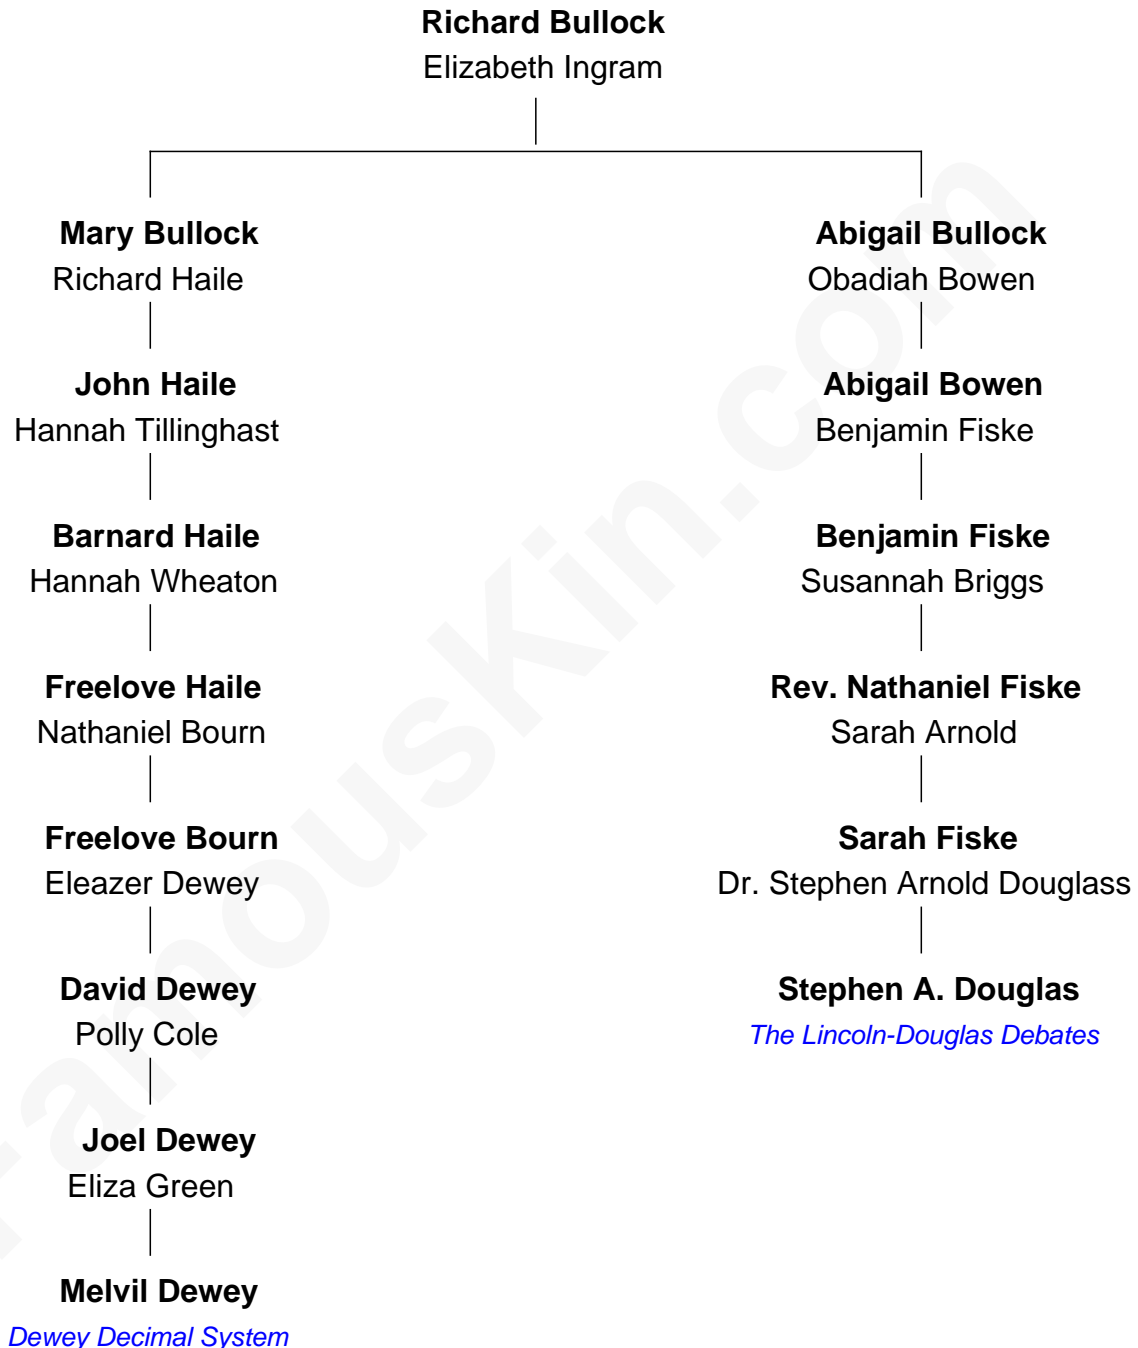 Richard Bullock
Elizabeth Ingram
Mary Bullock
Richard Haile
John Haile
Hannah Tillinghast
Barnard Haile
Hannah Wheaton
Freelove Haile
Nathaniel Bourn
Freelove Bourn
Eleazer Dewey
David Dewey
Polly Cole
Joel Dewey
Eliza Green
Melvil Dewey
Dewey Decimal System
Abigail Bullock
Obadiah Bowen
Abigail Bowen
Benjamin Fiske
Benjamin Fiske
Susannah Briggs
Rev. Nathaniel Fiske
Sarah Arnold
Sarah Fiske
Dr. Stephen Arnold Douglass
Stephen A. Douglas
The Lincoln-Douglas Debates
FamousKin.com